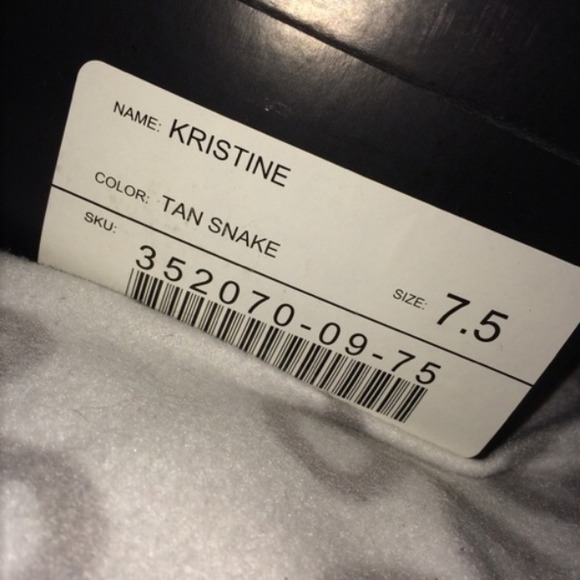 NAME: KRISTINE
COLOR: TAN SNAKE
SIZE: 7.5
SKU:
352070-09-75